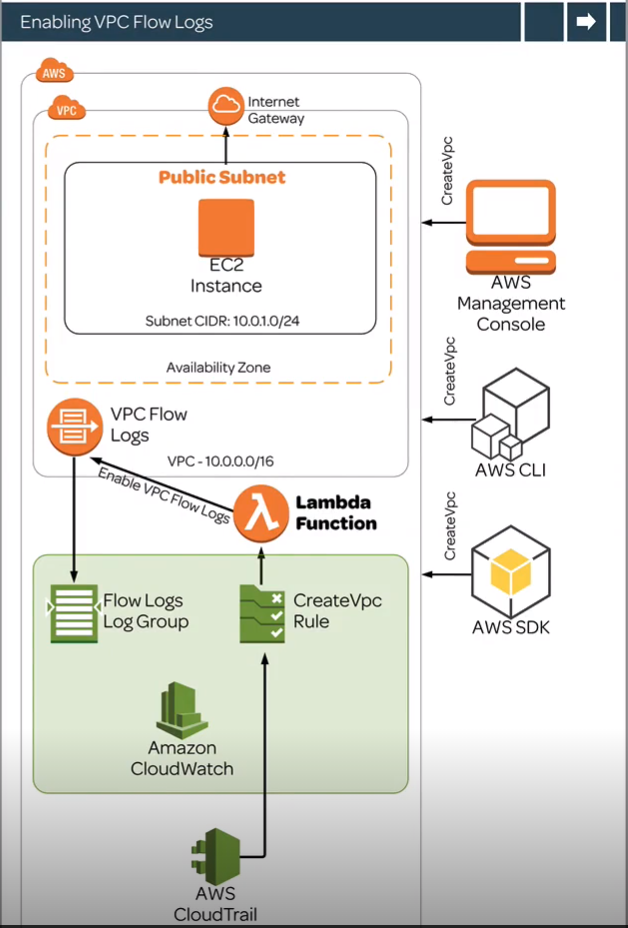 Enabling VPC Flow Logs
AWS
VPC
Internet
Gateway
Public Subnet
EC2
Instance
Subnet CIDR: 10.0.1.0/24
Availability Zone
CreateVpc
AWS
Management
Console
VPC Flow
Logs
VPC - 10.0.0.0/16
CreateVpc
AWS CLI
Enable VPC Flow Logs
λ
Lambda
Function
CreateVpc
AWS SDK
Flow Logs
Log Group
CreateVpc
Rule
Amazon
CloudWatch
AWS
CloudTrail